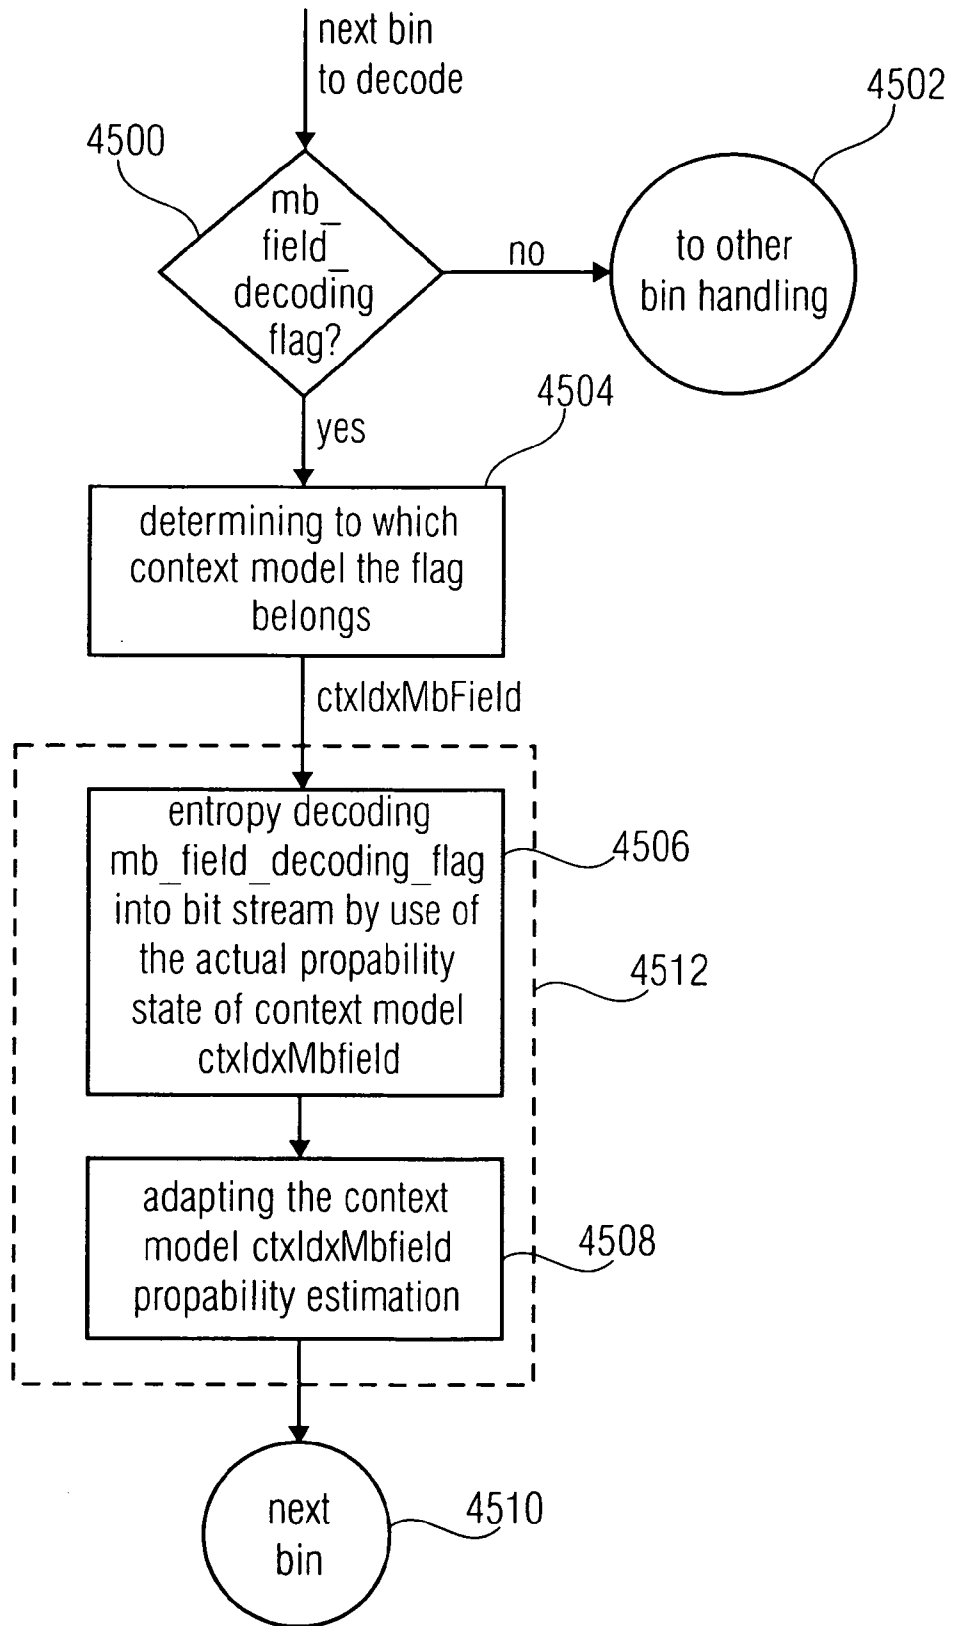 next bin
to decode
4502
4500
mb_
field_
decoding
flag?
no
to other
bin handling
4504
yes
determining to which
context model the flag
belongs
ctxIdxMbField
entropy decoding
mb_field_decoding_flag
into bit stream by use of
the actual propability
state of context model
ctxIdxMbfield
4506
4512
adapting the context
model ctxIdxMbfield
propability estimation
4508
next
bin
4510